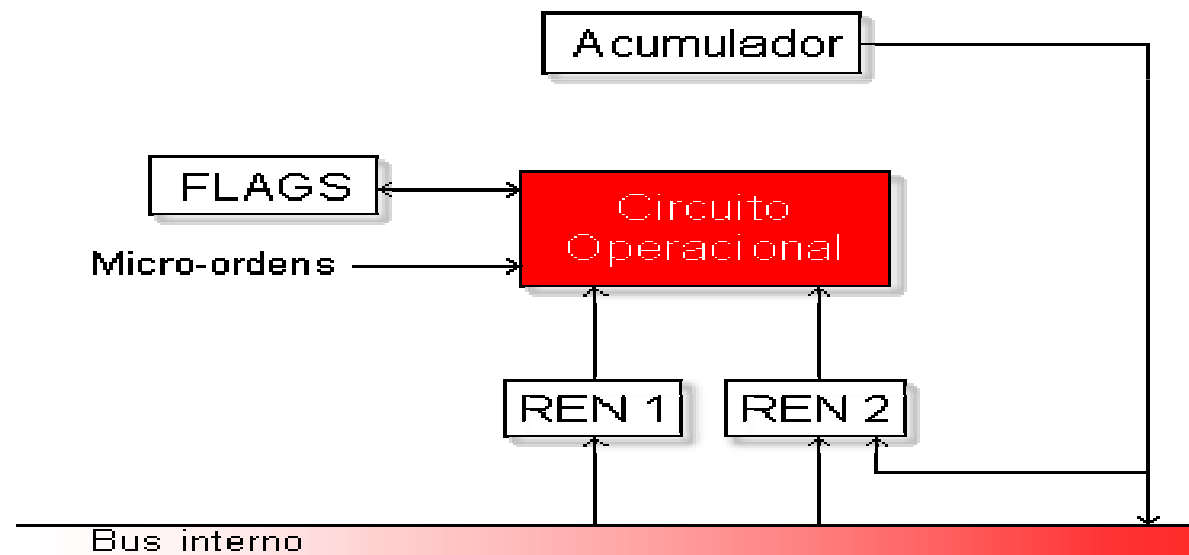 Acumulador
FLAGS
Circuito
Operacional
Micro-ordens
REN 1
REN 2
Bus interno